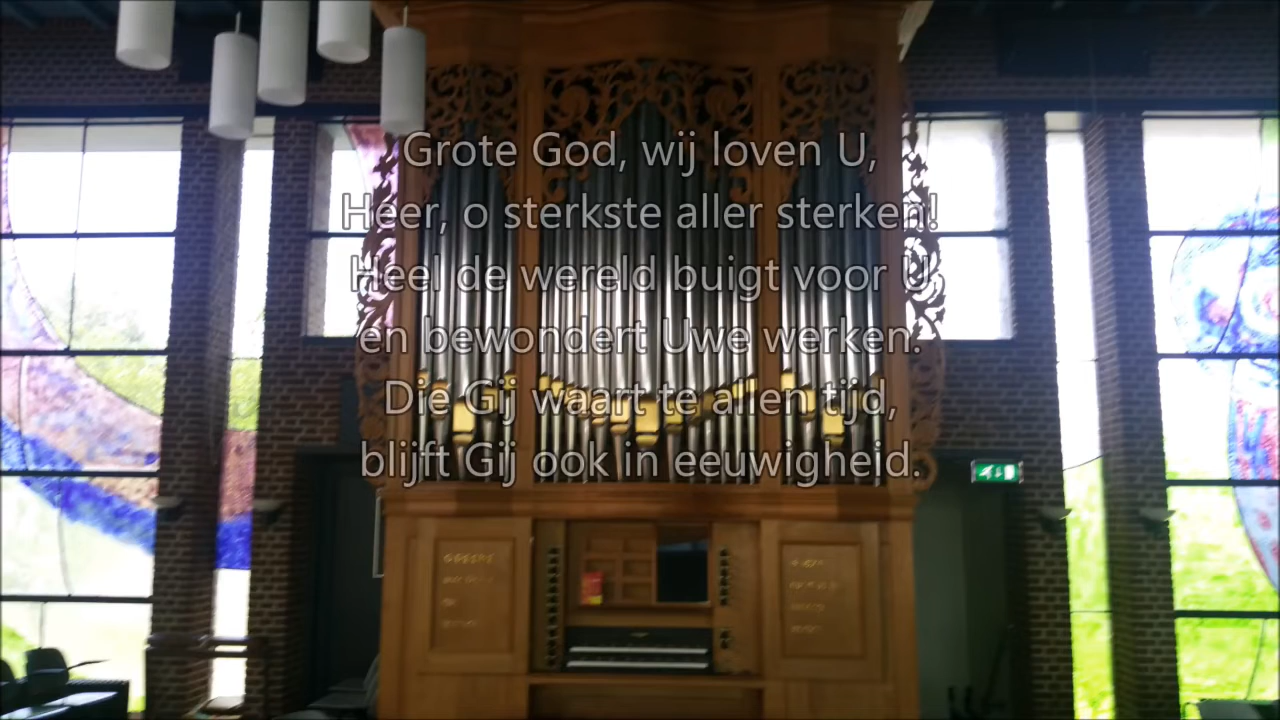 Grote God, wij loven U,
Heer, o sterkste aller sterken!
Heel de wereld buigt voor U
en bewondert Uwe werken.
Die Gij waart te allen tijd,
blijft Gij ook in eeuwigheid.